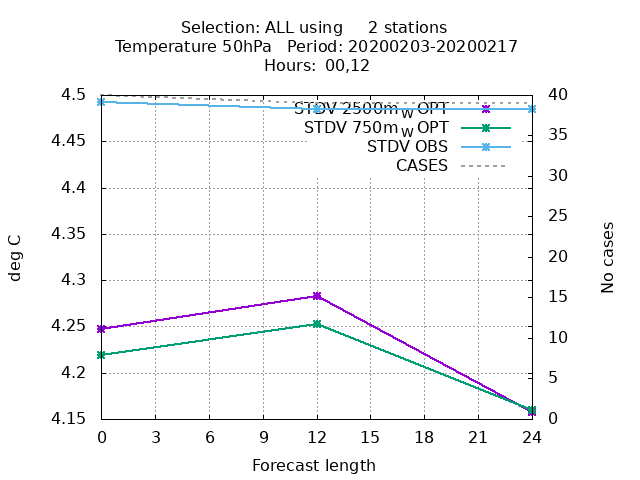 Selection: ALL using     2 stations
Temperature 50hPa   Period: 20200203-20200217
Hours: 00,12
4.5
4.45
4.4
4.35
4.3
4.25
4.2
4.15
deg C
STDV 2500m_W OPT
STDV 750m_W OPT
STDV OBS
CASES
40
35
30
25
20
15
10
5
0
No cases
0 3 6 9 12 15 18 21 24
Forecast length